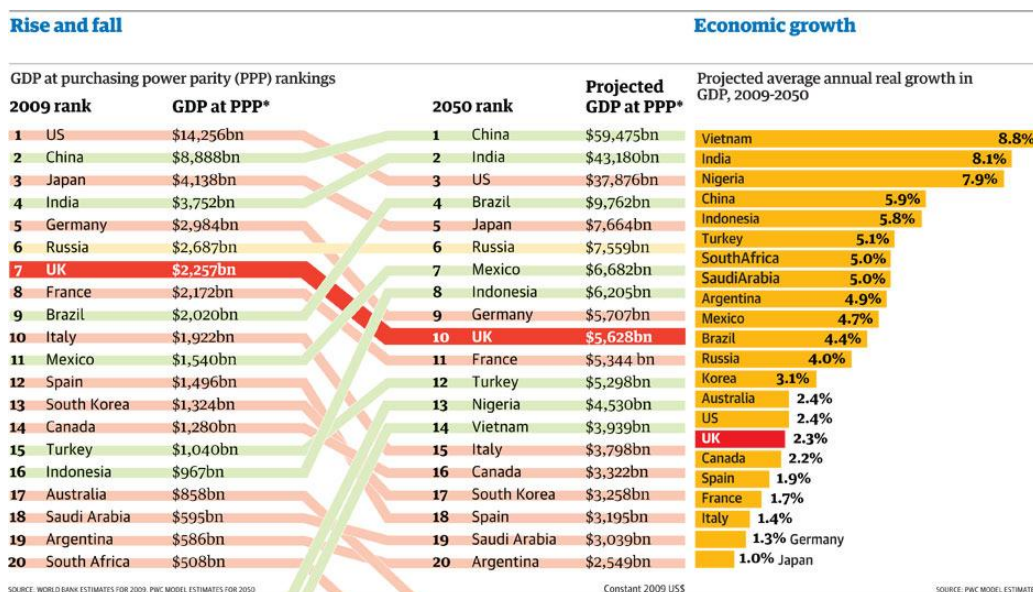 Rise and fall
GDP at purchasing power parity (PPP) rankings
2009 rank GDP at PPP*
1 US $14,256bn
2 China $8,888bn
3 Japan $4,138bn
4 India $3,752bn
5 Germany $2,984bn
6 Russia $2,687bn
7 UK $2,257bn
8 France $2,172bn
9 Brazil $2,020bn
10 Italy $1,922bn
11 Mexico $1,540bn
12 Spain $1,496bn
13 South Korea $1,324bn
14 Canada $1,280bn
15 Turkey $1,040bn
16 Indonesia $967bn
17 Australia $858bn
18 Saudi Arabia $595bn
19 Argentina $586bn
20 South Africa $508bn
SOURCE: WORLD BANK ESTIMATES FOR 2009, PWC MODEL ESTIMATES FOR 2050
Projected
2050 rank GDP at PPP*
1 China $59,475bn
2 India $43,180bn
3 US $37,876bn
4 Brazil $9,762bn
5 Japan $7,664bn
6 Russia $7,559bn
7 Mexico $6,682bn
8 Indonesia $6,205bn
9 Germany $5,707bn
10 UK $5,628bn
11 France $5,344 bn
12 Turkey $5,298bn
13 Nigeria $4,530bn
14 Vietnam $3,939bn
15 Italy $3,798bn
16 Canada $3,322bn
17 South Korea $3,258bn
18 Spain $3,195bn
19 Saudi Arabia $3,039bn
20 Argentina $2,549bn
Constant 2009 US$
Economic growth
Projected average annual real growth in
GDP, 2009-2050
Vietnam 8.8%
India 8.1%
Nigeria 7.9%
China 5.9%
Indonesia 5.8%
Turkey 5.1%
SouthAfrica 5.0%
SaudiArabia 5.0%
Argentina 4.9%
Mexico 4.7%
Brazil 4.4%
Russia 4.0%
Korea 3.1%
Australia 2.4%
US 2.4%
UK 2.3%
Canada 2.2%
Spain 1.9%
France 1.7%
Italy 1.4%
1.3% Germany
1.0% Japan
SOURCE: PWC MODEL ESTIMATE